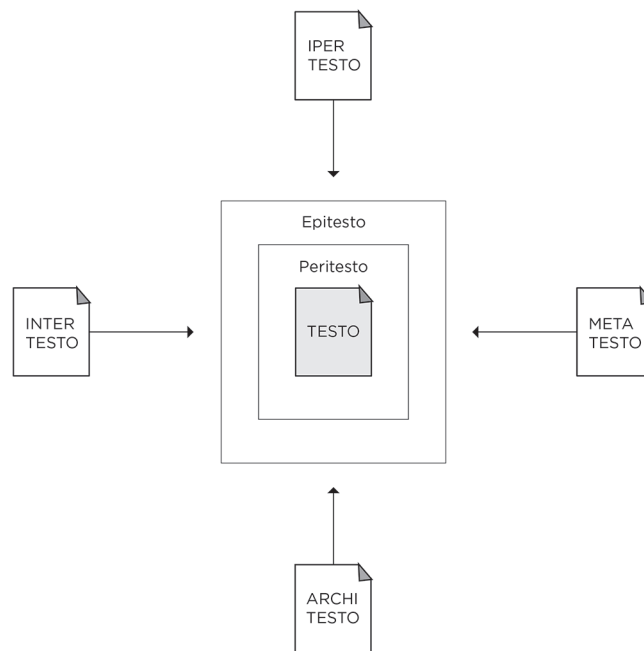 IPER
TESTO
Epitesto
Peritesto
INTER
TESTO
TESTO
META
TESTO
ARCHI
TESTO